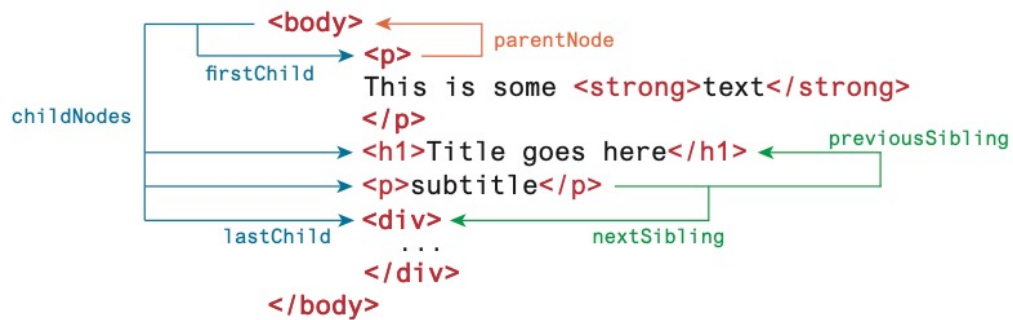 <body>
parentNode
<p>
firstChild
This is some <strong>text</strong>
childNodes
</p>
previousSibling
<h1>Title goes here</h1>
<p>subtitle</p>
<div>
lastChild
nextSibling
...
</div>
</body>